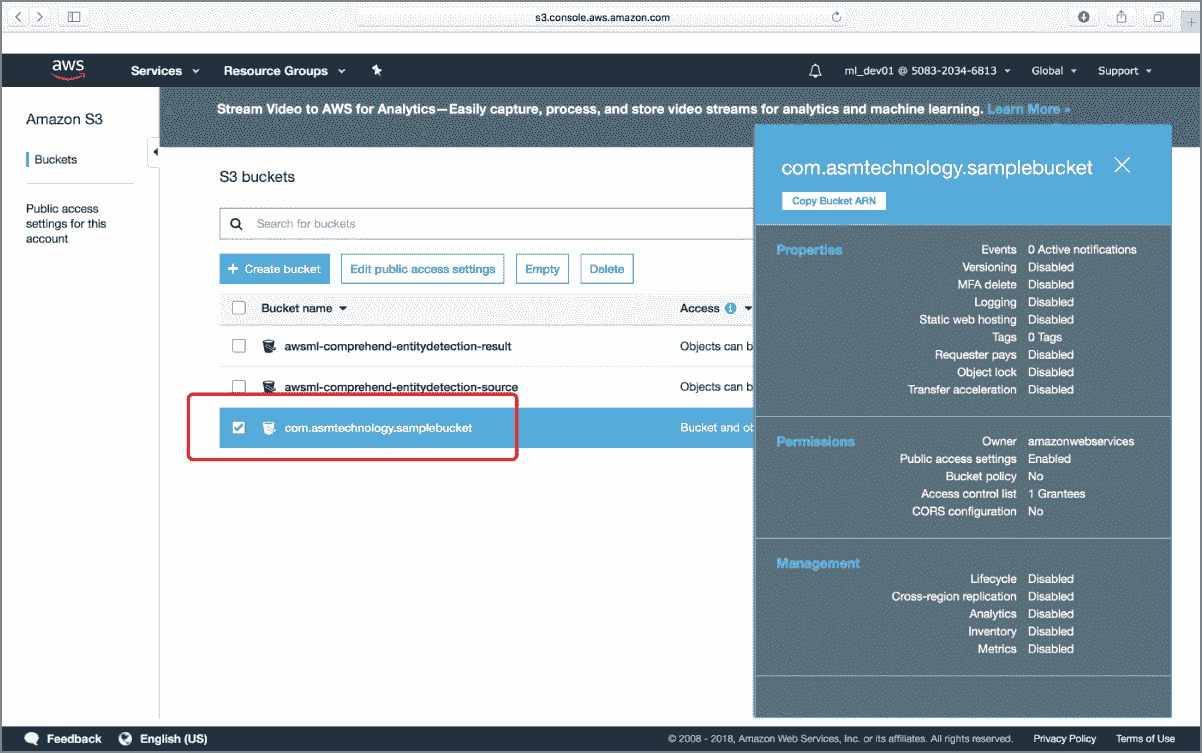 s3.console.aws.amazon.com
aws
Services
Resource Groups
ml_dev01 @ 5083-2034-6813
Global
Support
Amazon S3
Buckets
Public access
settings for this
account
Stream Video to AWS for Analytics—Easily capture, process, and store video streams for analytics and machine learning. Learn More »
S3 buckets
Search for buckets
+ Create bucket
Edit public access settings
Empty
Delete
Bucket name
Access
awsml-comprehend-entitydetection-result
Objects can b
awsml-comprehend-entitydetection-source
Objects can b
com.asmtechnology.samplebucket
Bucket and ob
com.asmtechnology.samplebucket
Copy Bucket ARN
Properties
Events 0 Active notifications
Versioning Disabled
MFA delete Disabled
Logging Disabled
Static web hosting Disabled
Tags 0 Tags
Requester pays Disabled
Object lock Disabled
Transfer acceleration Disabled
Permissions
Owner amazonwebservices
Public access settings Enabled
Bucket policy No
Access control list 1 Grantees
CORS configuration No
Management
Lifecycle Disabled
Cross-region replication Disabled
Analytics Disabled
Inventory Disabled
Metrics Disabled
Feedback
English (US)
© 2008 - 2018, Amazon Web Services, Inc. or its affiliates. All rights reserved.
Privacy Policy
Terms of Use